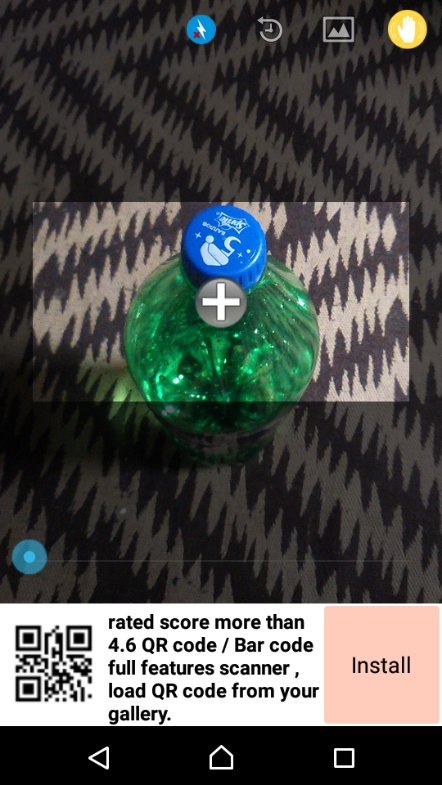 Sprite
rated score more than
4.6 QR code / Bar code
full features scanner ,
load QR code from your
gallery.
Install